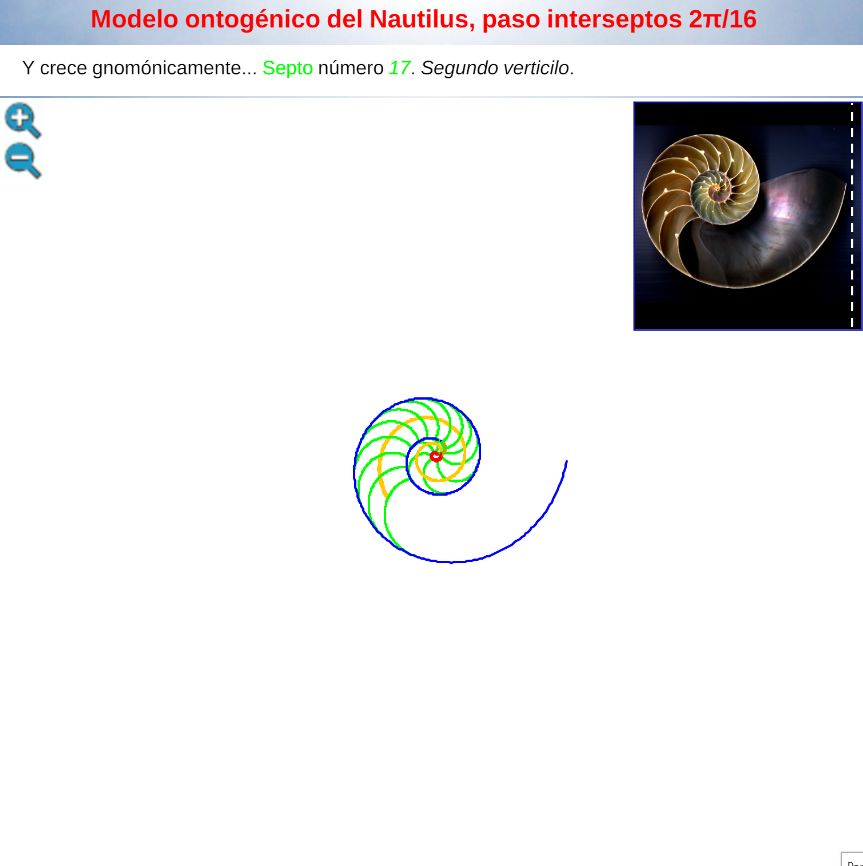 Modelo ontogénico del Nautilus, paso interseptos 2π/16
Y crece gnomónicamente... Septo número 17. Segundo verticilo.